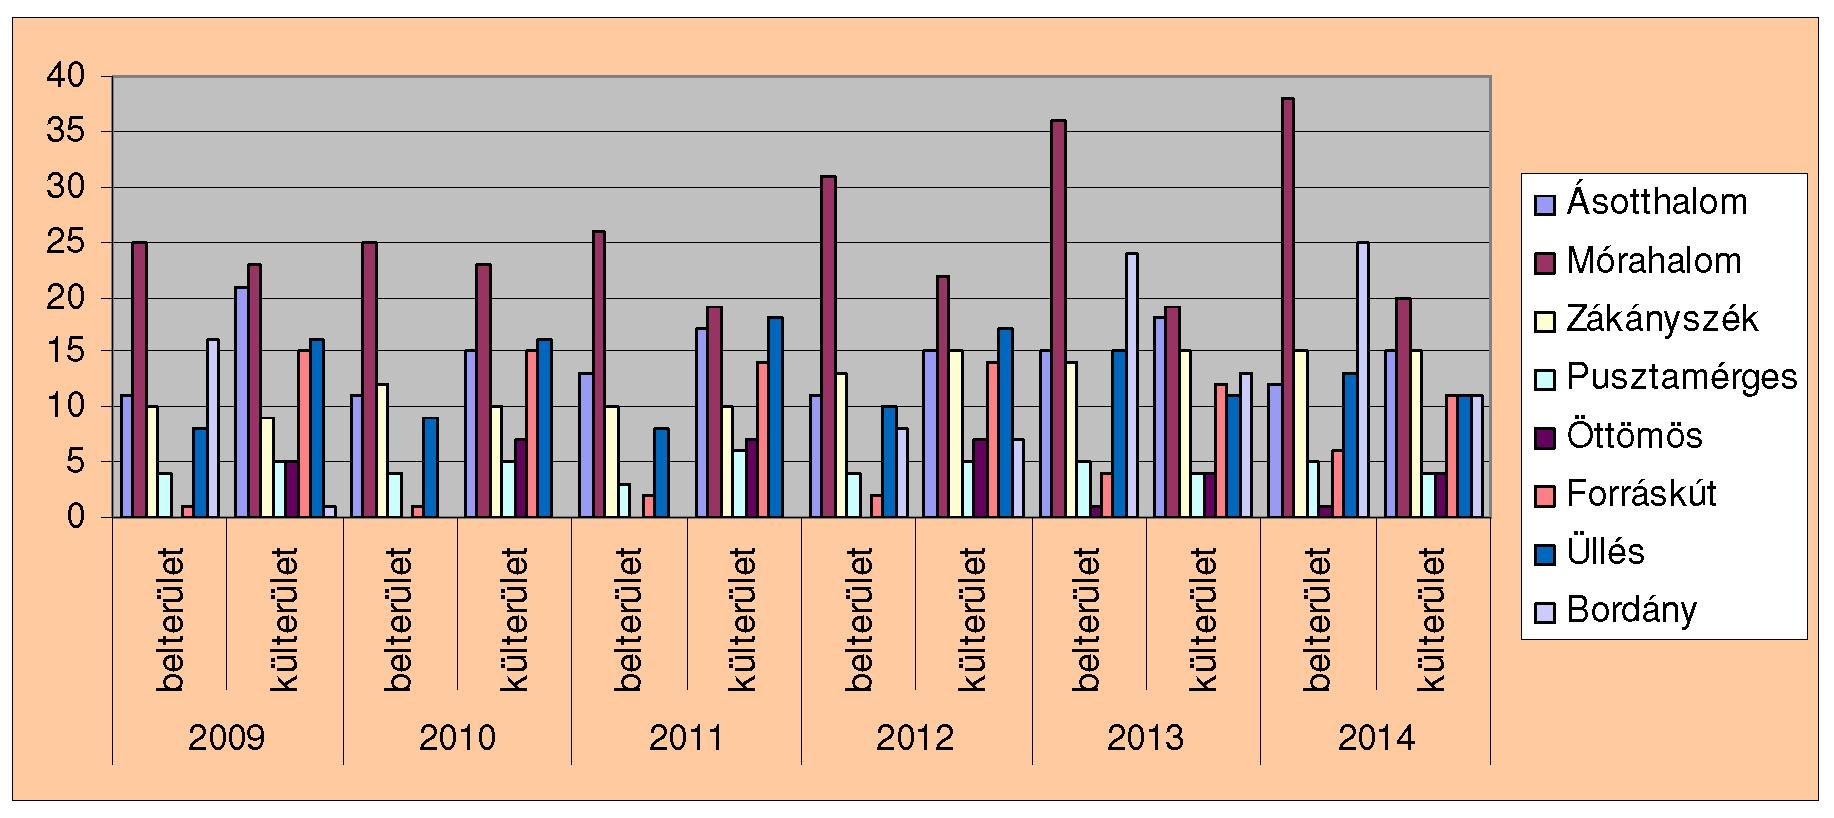 40
35
30
25
20
15
10
5
0
belterület
külterület
belterület
külterület
belterület
külterület
belterület
külterület
belterület
külterület
belterület
külterület
2009
2010
2011
2012
2013
2014
Ásotthalom
Mórahalom
Zákányszék
Pusztamérges
Öttömös
Forráskút
Üllés
Bordány